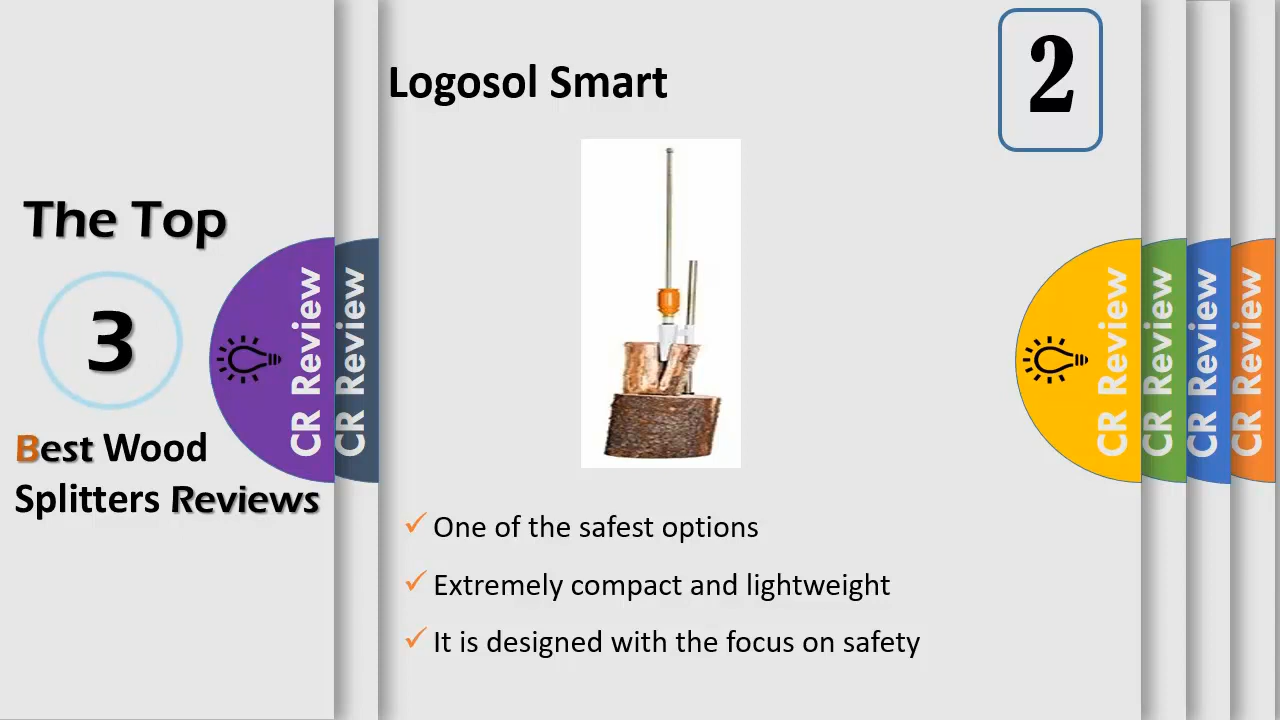 The Top
3
Best Wood
Splitters Reviews
CR Review
CR Review
Logosol Smart
2
One of the safest options
Extremely compact and lightweight
It is designed with the focus on safety
CR Review
CR Review
CR Review
CR Review